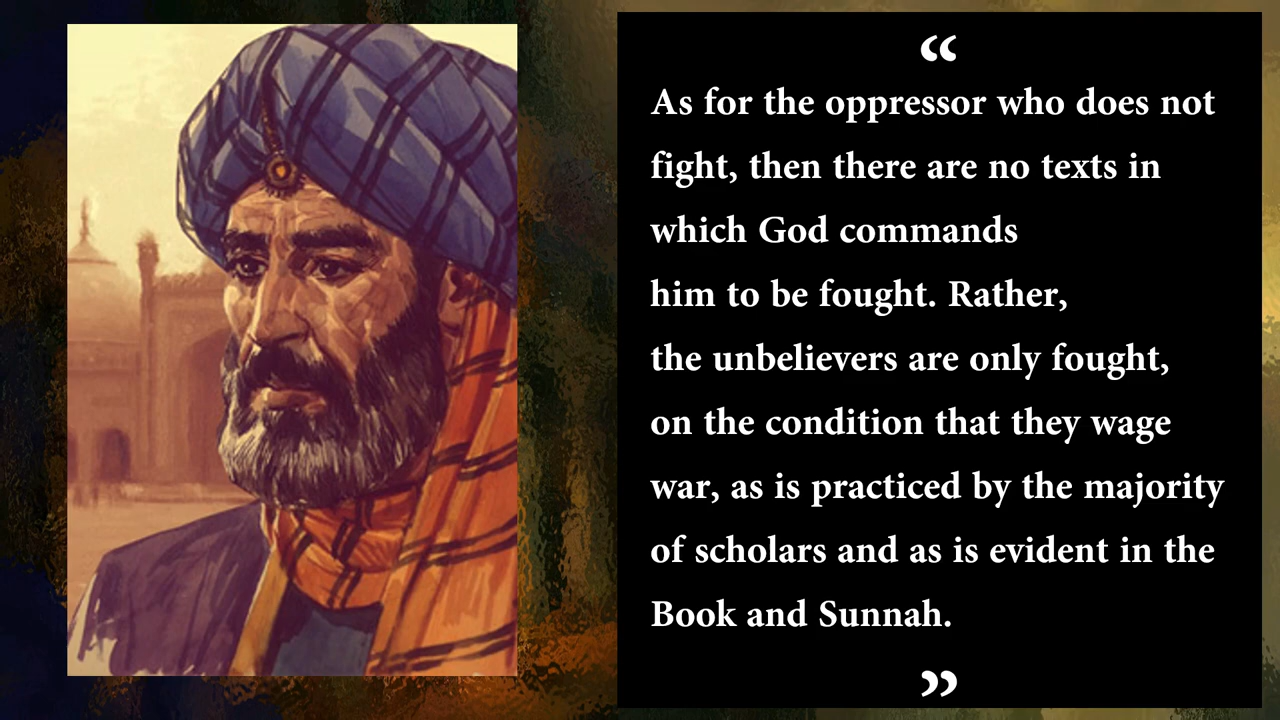 “
As for the oppressor who does not
fight, then there are no texts in
which God commands
him to be fought. Rather,
the unbelievers are only fought,
on the condition that they wage
war, as is practiced by the majority
of scholars and as is evident in the
Book and Sunnah.
”